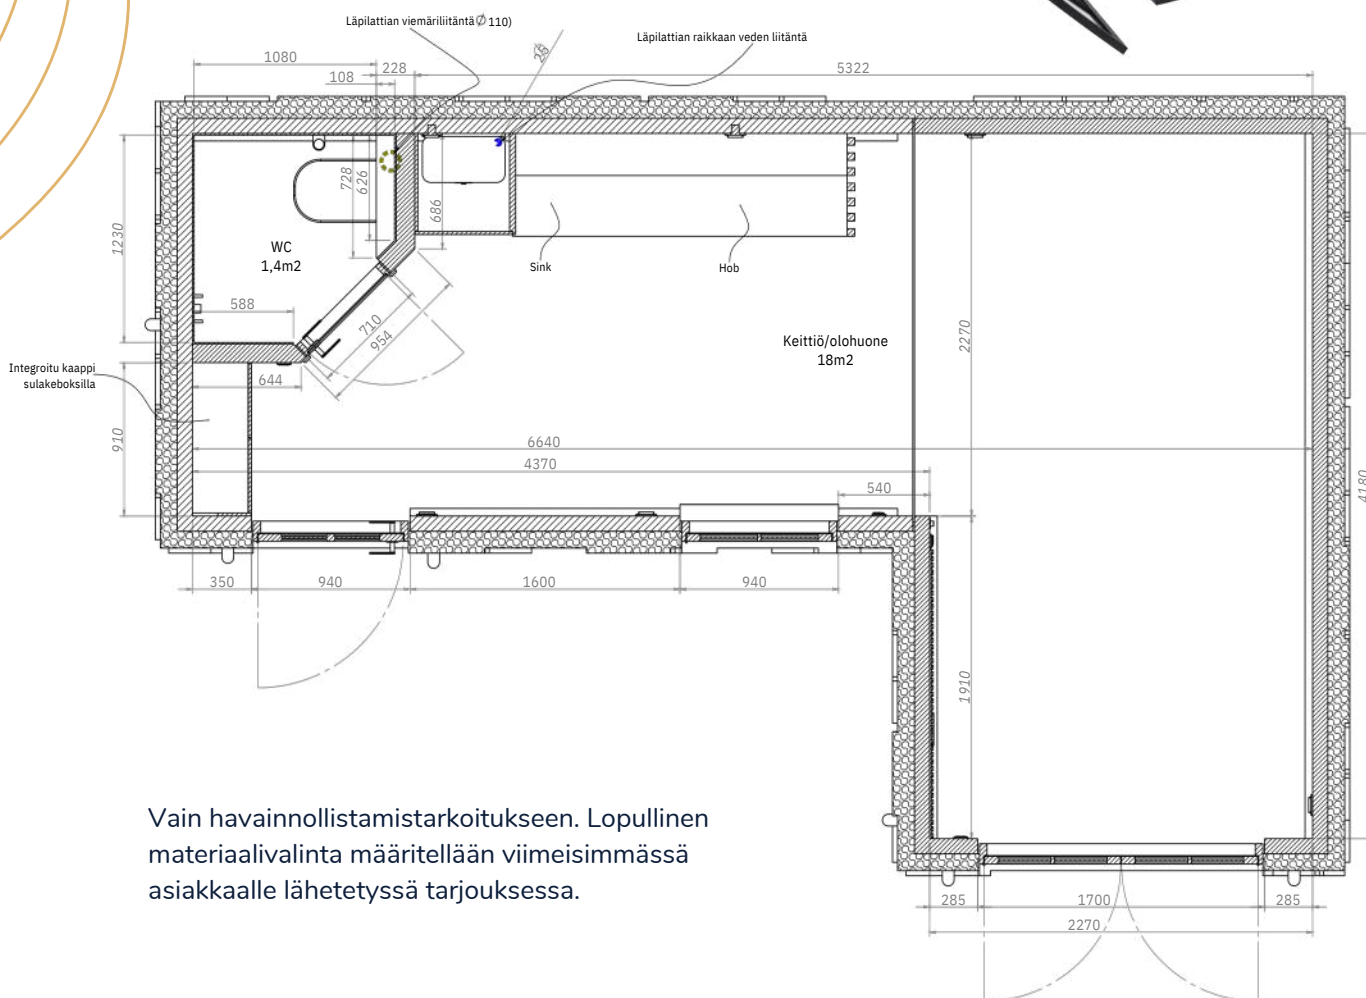 Läpilattian viemäriliitäntä∅ 110)
Läpilattian raikkaan veden liitäntä
1080
228
108
25
5322
728
626
686
1230
WC
1,4m2
Sink
Hob
588
710
954
2270
Keittiö/olohuone
18m2
Integroitu kaappi
sulakeboksilla
644
910
6640
4370
540
4180
350
940
1600
940
1910
Vain havainnollistamistarkoitukseen. Lopullinen
materiaalivalinta määritellään viimeisimmässä
asiakkaalle lähetetyssä tarjouksessa.
285
1700
285
2270